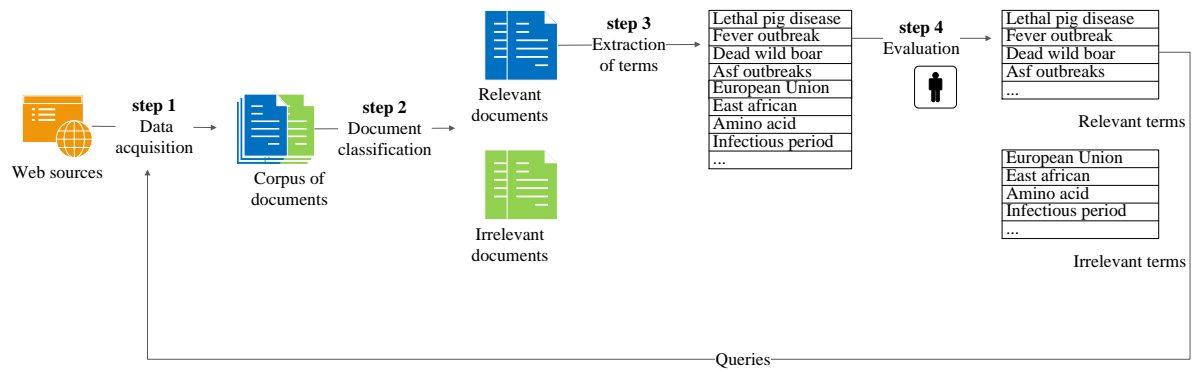 Web sources
step 1
Data
acquisition
Corpus of
documents
step 2
Document
classification
Relevant
documents
Irrelevant
documents
step 3
Extraction
of terms
Lethal pig disease
Fever outbreak
Dead wild boar
Asf outbreaks
European Union
East african
Amino acid
Infectious period
...
step 4
Evaluation
Lethal pig disease
Fever outbreak
Dead wild boar
Asf outbreaks
...
Relevant terms
European Union
East african
Amino acid
Infectious period
...
Irrelevant terms
Queries